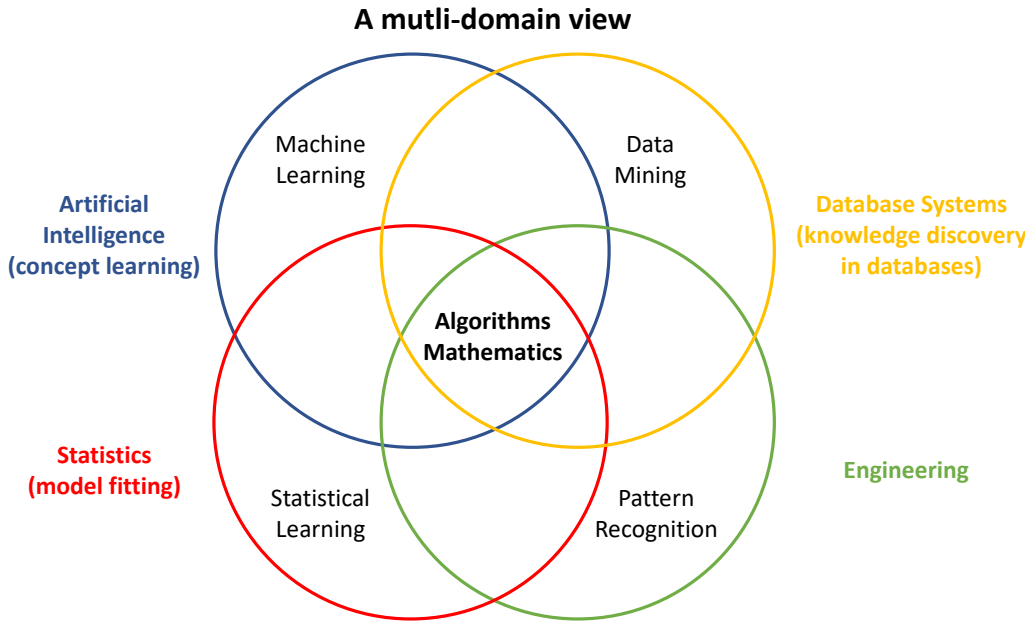 A mutli-domain view
Machine
Learning
Data
Mining
Artificial
Intelligence
(concept learning)
Database Systems
(knowledge discovery
in databases)
Algorithms
Mathematics
Statistics
(model fitting)
Engineering
Statistical
Learning
Pattern
Recognition